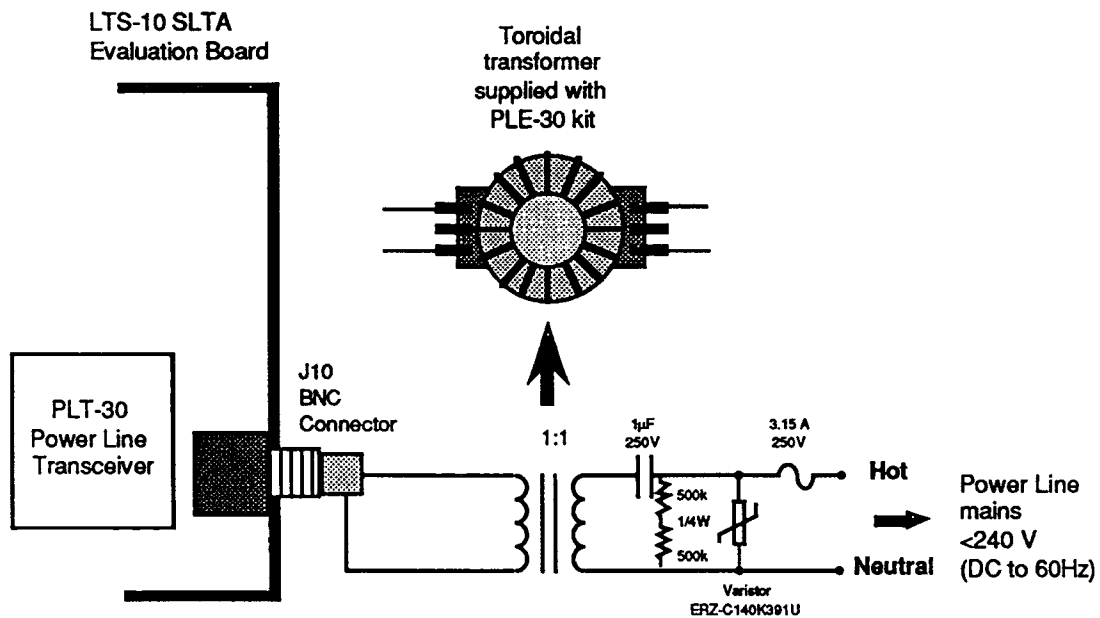 LTS-10 SLTA
Evaluation Board
Toroidal
transformer
supplied with
PLE-30 kit
J10
BNC
Connector
PLT-30
Power Line
Transceiver
1:1
1µF
250V
3.15 A
250V
500k
1/4W
500k
Hot
Neutral
Power Line
mains
<240 V
(DC to 60Hz)
Varistor
ERZ-C140K391U